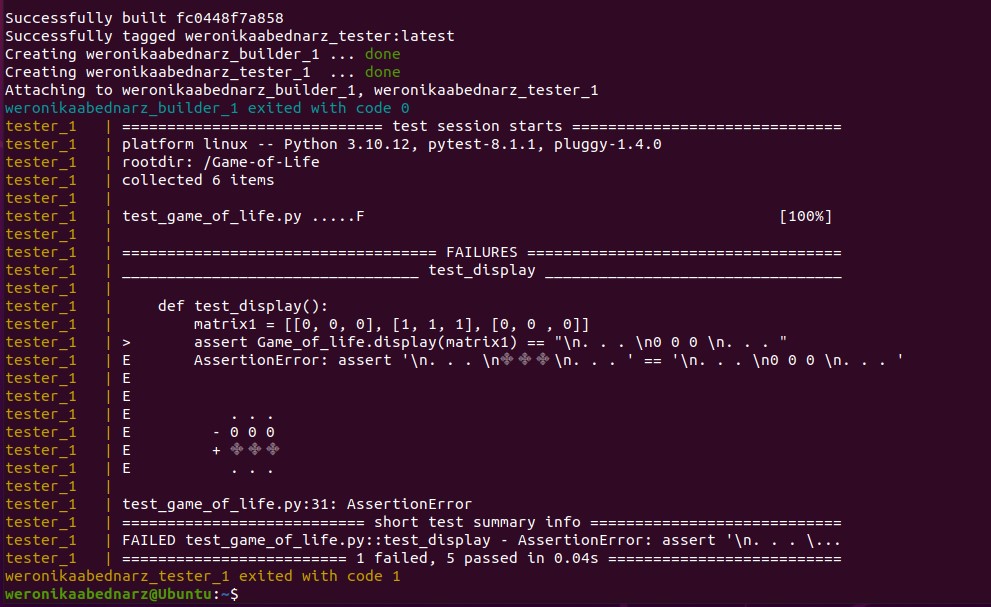 Successfully built fc0448f7a858
Successfully tagged weronikaabednarz_tester:latest
Creating weronikaabednarz_builder_1 ... done
Creating weronikaabednarz_tester_1  ... done
Attaching to weronikaabednarz_builder_1, weronikaabednarz_tester_1
weronikaabednarz_builder_1 exited with code 0
tester_1   | ============================= test session starts ==============================
tester_1   | platform linux -- Python 3.10.12, pytest-8.1.1, pluggy-1.4.0
tester_1   | rootdir: /Game-of-Life
tester_1   | collected 6 items
tester_1   |
tester_1   | test_game_of_life.py .....F                                              [100%]
tester_1   |
tester_1   | =================================== FAILURES ===================================
tester_1   | _________________________________ test_display _________________________________
tester_1   |
tester_1   |     def test_display():
tester_1   |         matrix1 = [[0, 0, 0], [1, 1, 1], [0, 0 , 0]]
tester_1   | >       assert Game_of_life.display(matrix1) == "\n. . . \n0 0 0 \n. . . "
tester_1   | E       AssertionError: assert '\n. . . \n✤ ✤ ✤ \n. . . ' == '\n. . . \n0 0 0 \n. . . '
tester_1   | E
tester_1   | E
tester_1   | E           . . .
tester_1   | E         - 0 0 0
tester_1   | E         + ✤ ✤ ✤
tester_1   | E           . . .
tester_1   |
tester_1   | test_game_of_life.py:31: AssertionError
tester_1   | =========================== short test summary info ============================
tester_1   | FAILED test_game_of_life.py::test_display - AssertionError: assert '\n. . . \...
tester_1   | ========================= 1 failed, 5 passed in 0.04s ==========================
weronikaabednarz_tester_1 exited with code 1
weronikaabednarz@Ubuntu:~$